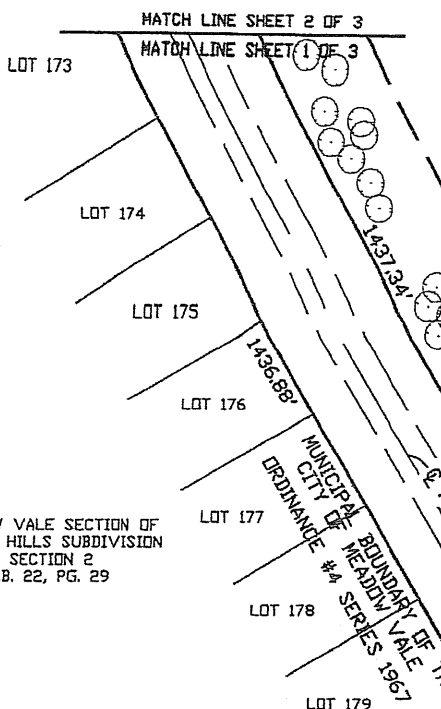 MATCH LINE SHEET 2 OF 3
MATCH LINE SHEET 1 OF 3
LOT 173
LOT 174
LOT 175
1437.34'
1436.88'
LOT 176
LOT 177
MUNICIPAL BOUNDARY OF
CITY OF MEADOW VALE
ORDINANCE #4 SERIES 1967
VALE SECTION OF
HILLS SUBDIVISION
SECTION 2
B. 22, PG. 29
LOT 178
LOT 179